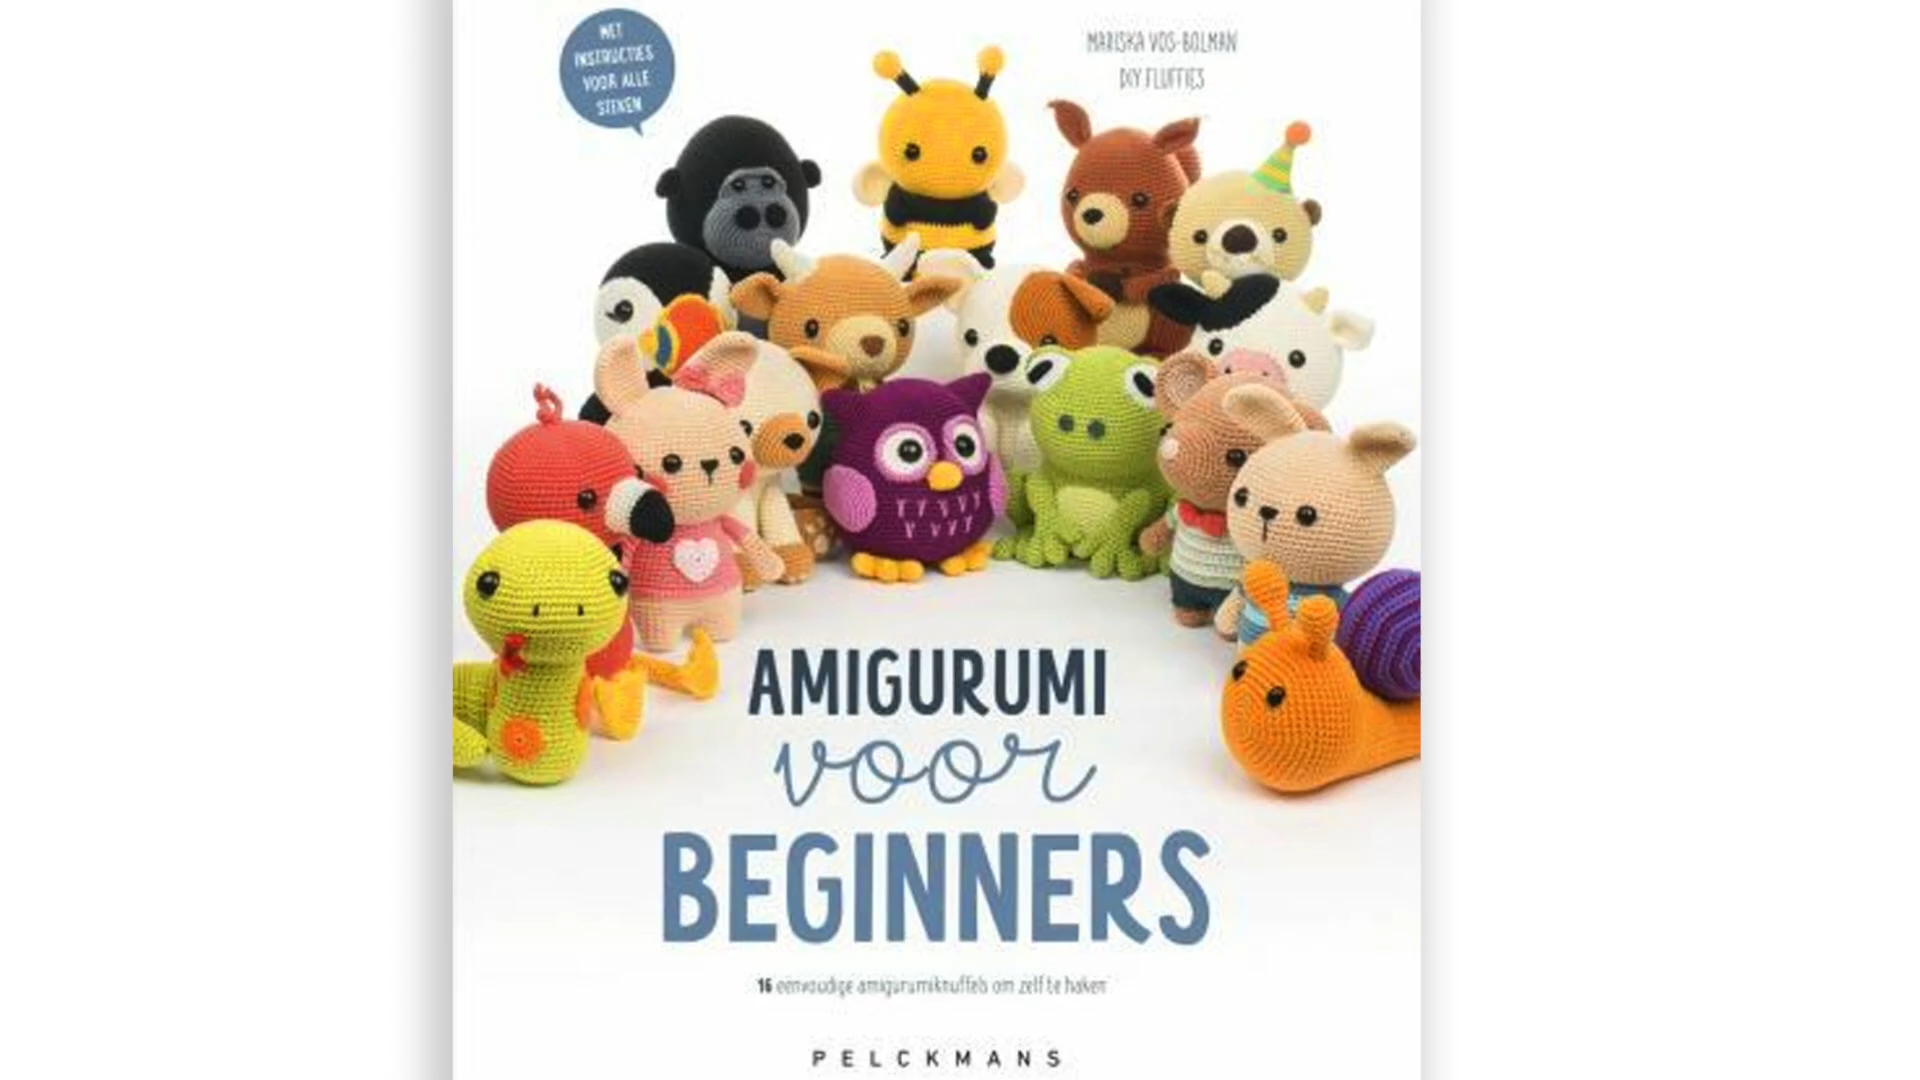 MET
INSTRUCTIES
VOOR ALLE
STEKEN
MARISKA VOS-BOLMAN
DIY FLUFFIES
AMIGURUMI
voor
BEGINNERS
16 eenvoudige amigurumiknuffels om zelf te haken
PELCKMANS